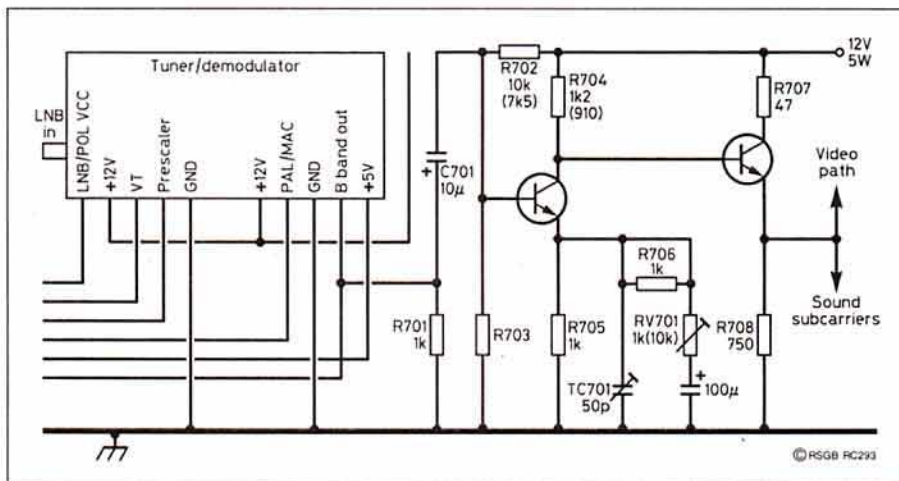 Tuner/demodulator
LNB
in
LNB/POL VCC
+12V
VT
Prescaler
GND
+12V
PAL/MAC
GND
B band out
+5V
+
C701
10μ
R701
1k
R702
10k
(7k5)
R703
R704
1k2
(910)
R705
1k
R706
1k
TC701
50p
RV701
1k(10k)
+
100μ
R707
47
R708
750
12V
5W
Video
path
Sound
subcarriers
© RSGB RC293